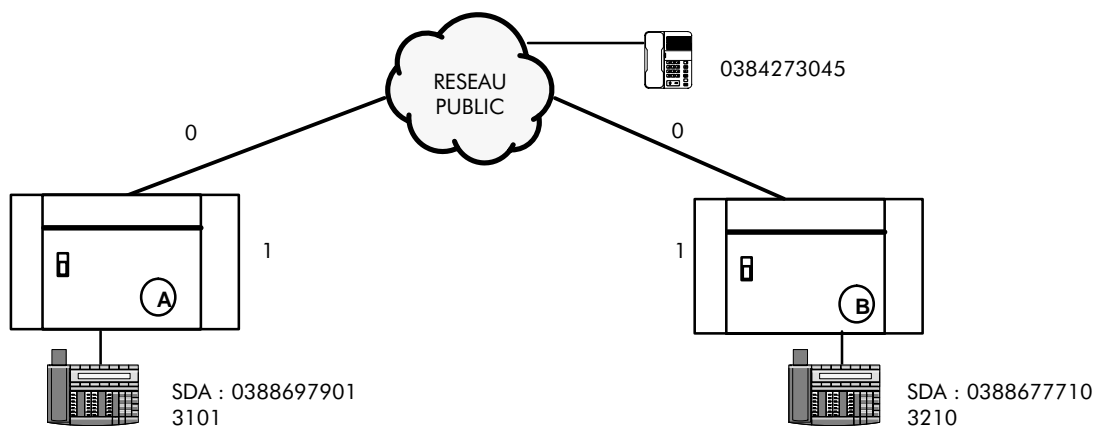 RESEAU
PUBLIC
0384273045
0
0
1
1
A
B
SDA : 0388697901
3101
SDA : 0388677710
3210